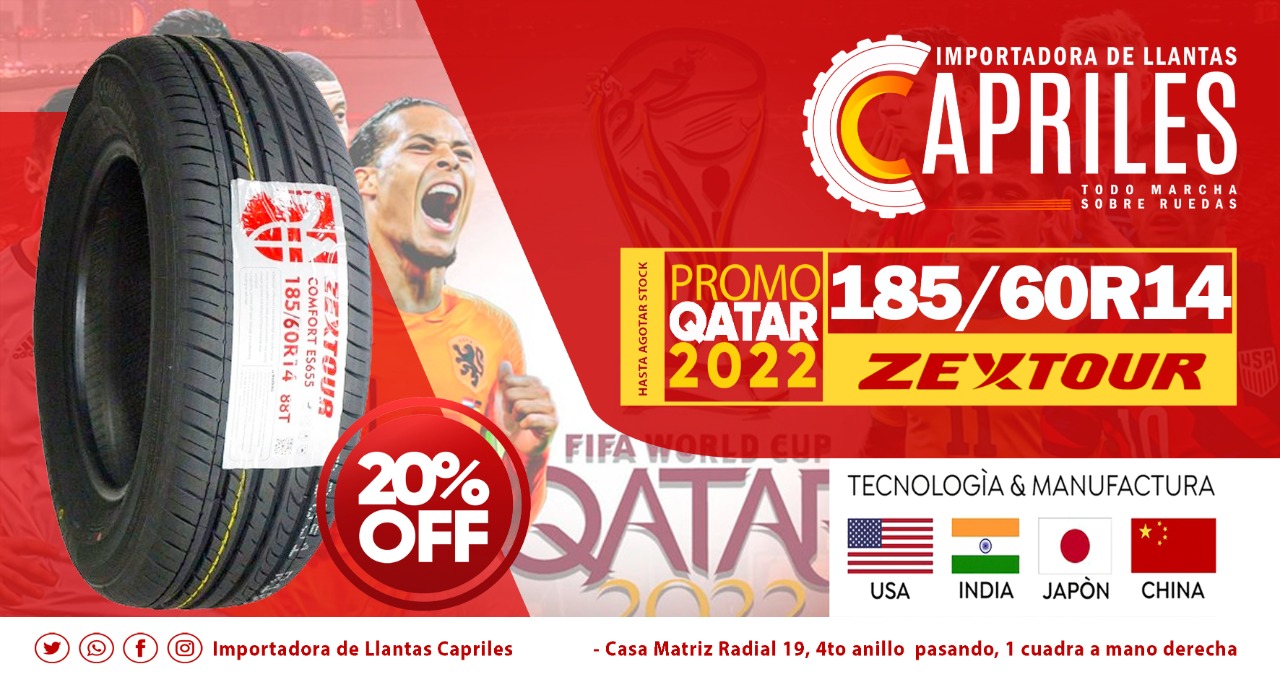 IMPORTADORA DE LLANTAS
CAPRILES
TODO MARCHA
SOBRE RUEDAS
HASTA AGOTAR STOCK
PROMO
QATAR
2022
185/60R14
ZEXTOUR
ZEXTOUR
COMFORT ES655
185/60R14 88T
20%
OFF
FIFA WORLD CUP
QATAR
2022
USA
TECNOLOGÌA & MANUFACTURA
USA
INDIA
JAPÒN
CHINA
Importadora de Llantas Capriles
- Casa Matriz Radial 19, 4to anillo pasando, 1 cuadra a mano derecha